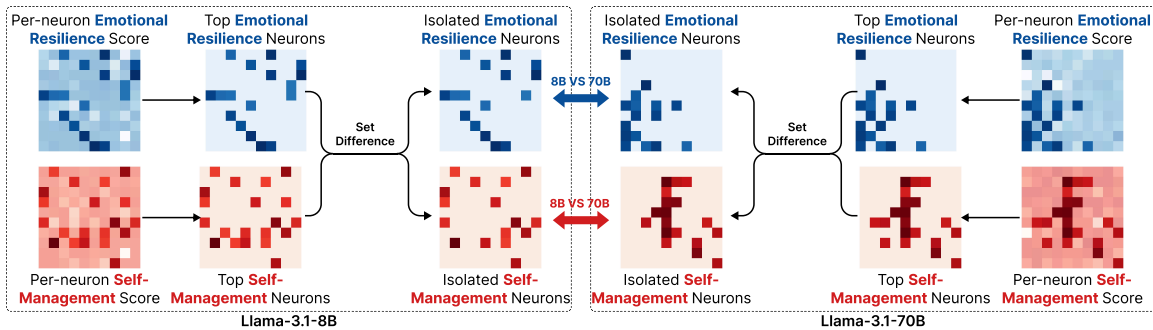 Per-neuron Emotional
Resilience Score
Top Emotional
Resilience Neurons
Isolated Emotional
Resilience Neurons
Isolated Emotional
Resilience Neurons
Top Emotional
Resilience Neurons
Per-neuron Emotional
Resilience Score
8B VS 70B
Set
Difference
Set
Difference
8B VS 70B
Per-neuron Self-
Management Score
Top Self-
Management Neurons
Isolated Self-
Management Neurons
Isolated Self-
Management Neurons
Top Self-
Management Neurons
Per-neuron Self-
Management Score
Llama-3.1-8B
Llama-3.1-70B